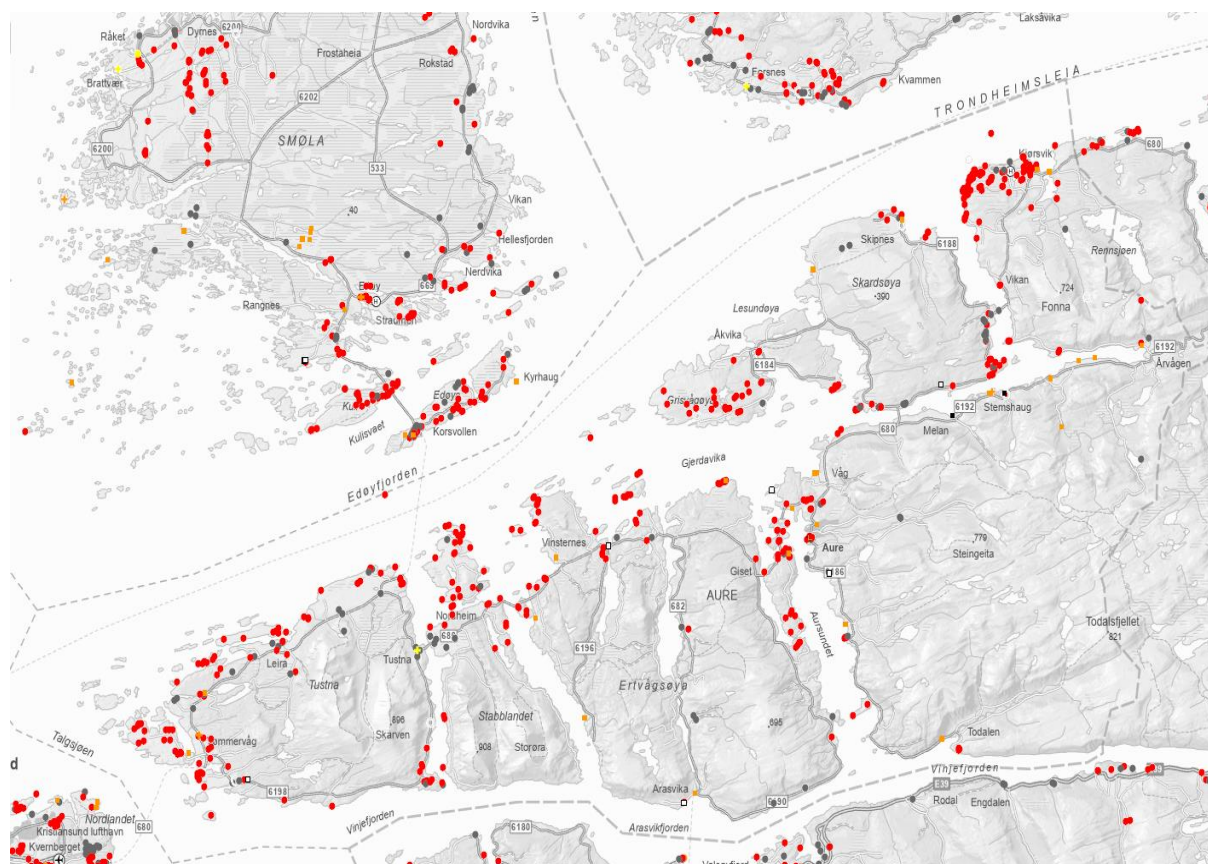 Råket
Dyrnes
6200
Nordvika
Laksåvika
Frostaheia
Rokstad
Brattvær
Forsnes
Kvammen
6202
TRONDHEIMSLEIA
SMØLA
6200
533
Kjørsvik
680
Vikan
40
Skipnes
6188
Hellesfjorden
Rennsjøen
Nerdvika
669
Skardsøya
390
Vikan
724
Fonna
Rangnes
Straumen
Lesundøya
Åkvika
6192
6184
Årvågen
Kyrhaug
Edøya
Grisvågøya
6192
Stemshaug
Kulisvaet
Korsvollen
680
Melan
Gjerdavika
Edøyfjorden
Våg
Vinsternes
779
Steingeita
Aure
Giset
6186
682
AURE
Nordheim
680
Aursundet
Todalsfjellet
821
Leira
Tustna
6196
Tustna
Ertvågsøya
Stabblandet
896
Skarven
695
Storøra
908
Todalen
Talgsjøen
Vinjefjorden
6198
Arasvika
6190
Rodal
Engdalen
Nordlandet
680
Vinjefjorden
6180
Arasvikfjorden
Kristiansund lufthavn
Kvernberget